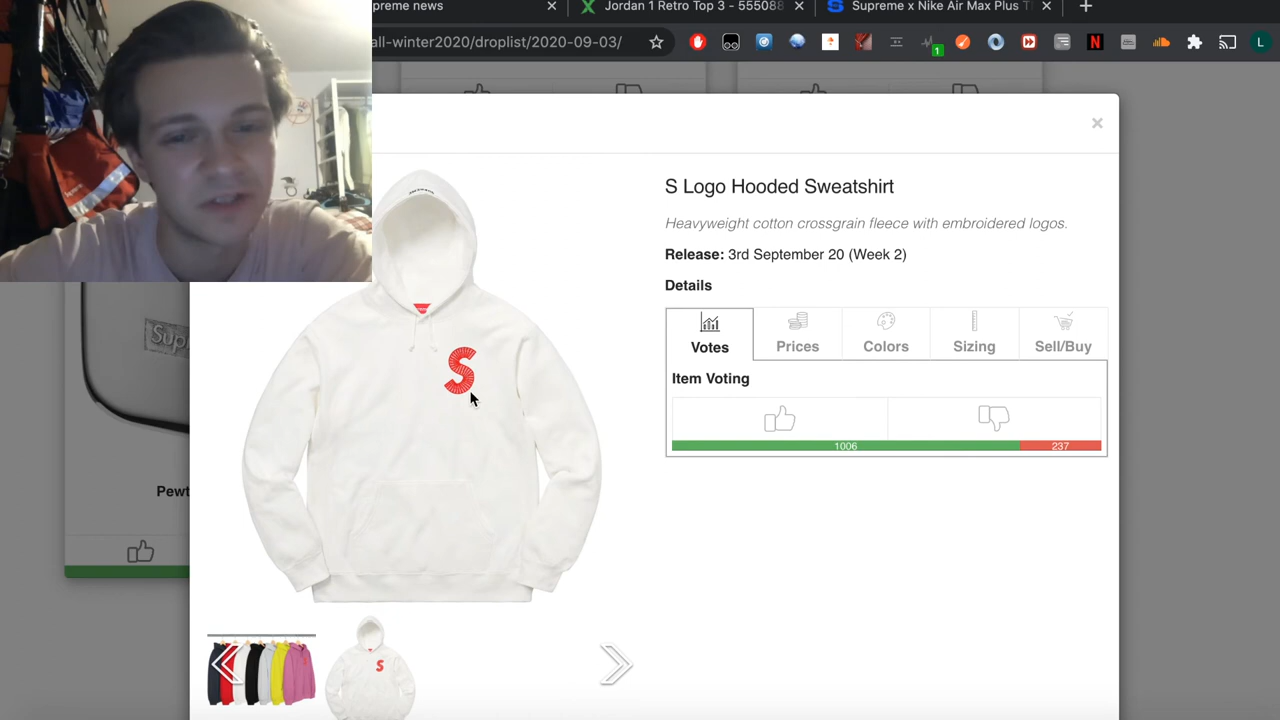 preme news
Jordan 1 Retro Top 3 - 555088
Supreme x Nike Air Max Plus T
all-winter2020/droplist/2020-09-03/
1
N
L
S Logo Hooded Sweatshirt
Heavyweight cotton crossgrain fleece with embroidered logos.
Release: 3rd September 20 (Week 2)
Details
Votes
Prices
Colors
Sizing
Sell/Buy
Item Voting
1006
237
S
Sup
Pewt
S